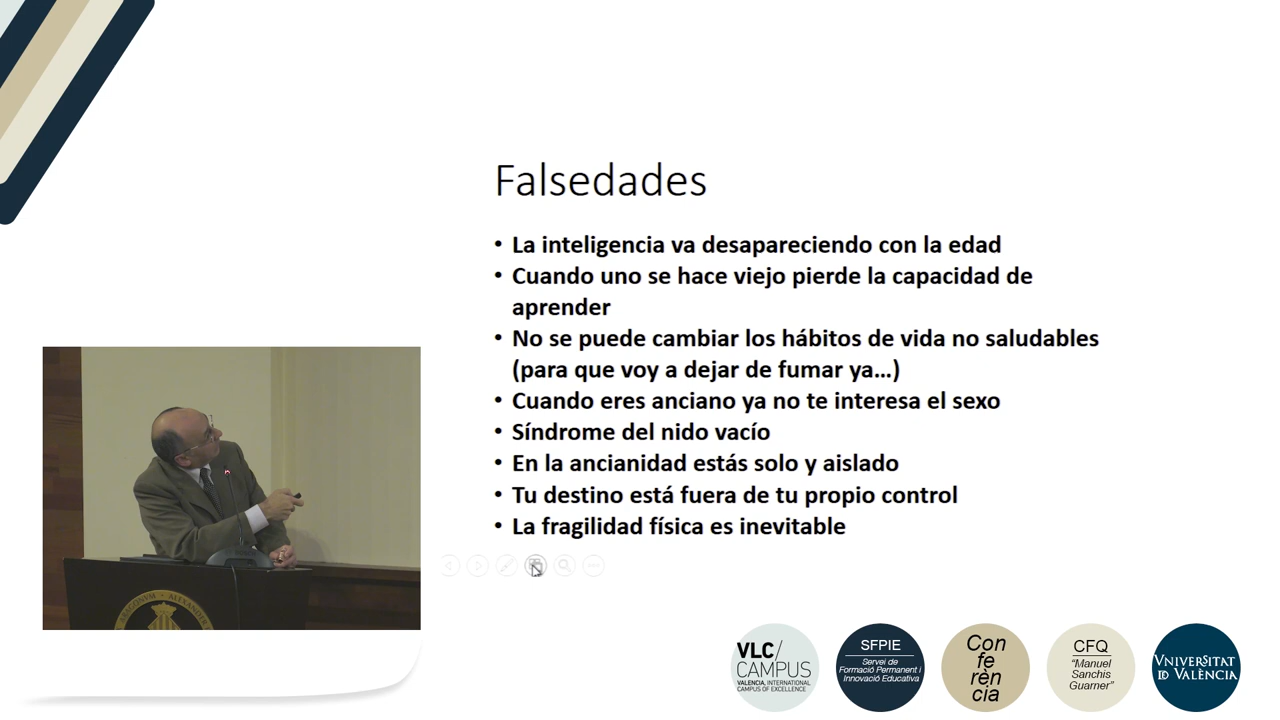 Falsedades
• La inteligencia va desapareciendo con la edad
• Cuando uno se hace viejo pierde la capacidad de
aprender
• No se puede cambiar los hábitos de vida no saludables
(para que voy a dejar de fumar ya...)
• Cuando eres anciano ya no te interesa el sexo
• Síndrome del nido vacío
• En la ancianidad estás solo y aislado
• Tu destino está fuera de tu propio control
• La fragilidad física es inevitable
ARAGONVM • ALEXANDER
VLC/
CAMPUS
VALENCIA, INTERNATIONAL
CAMPUS OF EXCELLENCE
SFPIE
Servei de
Formació Permanent i
Innovació Educativa
Con
fe
rèn
cia
CFQ
"Manuel
Sanchis
Guarner"
VNIVERSITAT
ID VALÈNCIA